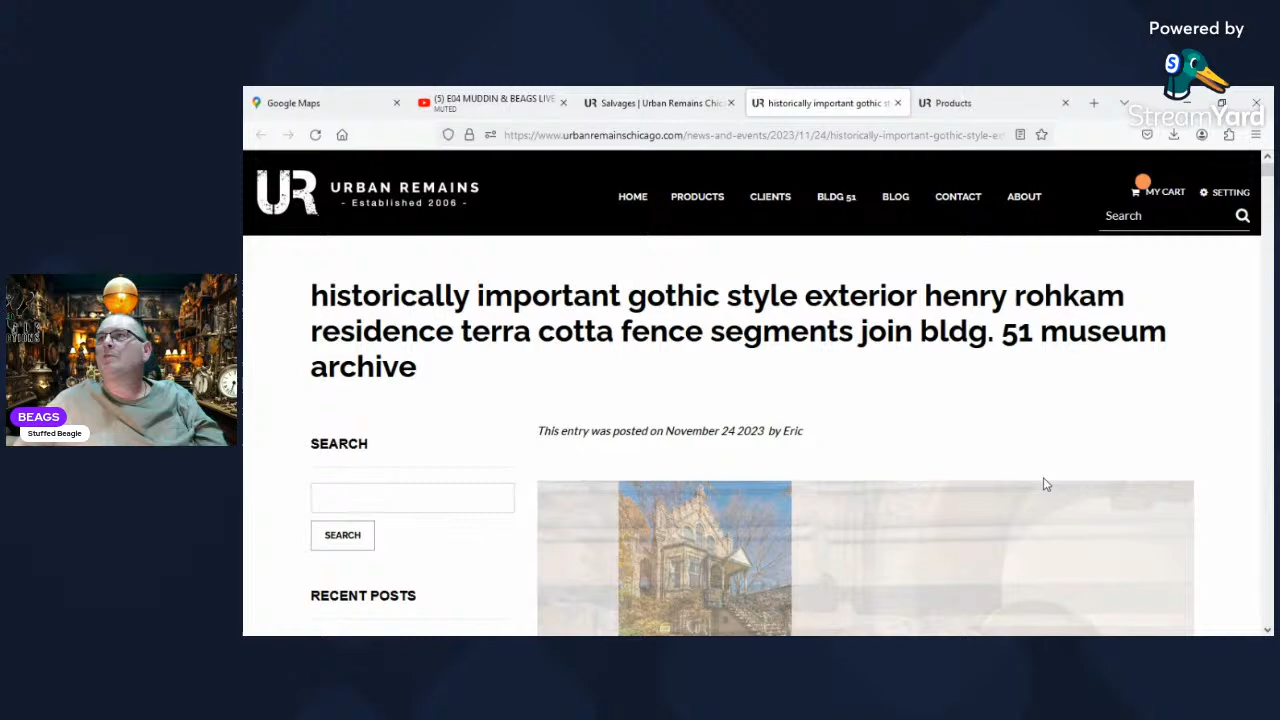 Powered by
StreamYard
Google Maps
(5) E04 MUDDIN & BEAGS LIVE
MUTED
UR Salvages | Urban Remains Chic
UR historically important gothic st
UR Products
https://www.urbanremainschicago.com/news-and-events/2023/11/24/historically-important-gothic-style-e
UR
URBAN REMAINS
- Established 2006 -
HOME
PRODUCTS
CLIENTS
BLDG 51
BLOG
CONTACT
ABOUT
MY CART
SETTING
Search
historically important gothic style exterior henry rohkam
residence terra cotta fence segments join bldg. 51 museum
archive
This entry was posted on November 24 2023 by Eric
SEARCH
SEARCH
RECENT POSTS
BEAGS
Stuffed Beagle